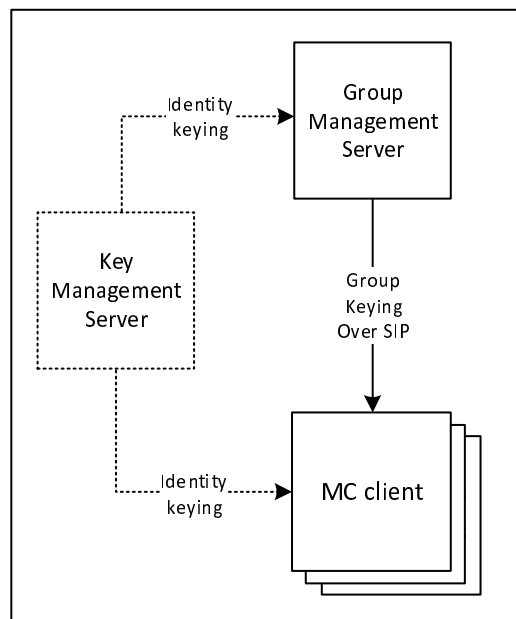 Identity
keying
Group
Management
Server
Key
Management
Server
Group
Keying
Over SIP
Identity
keying
MC client